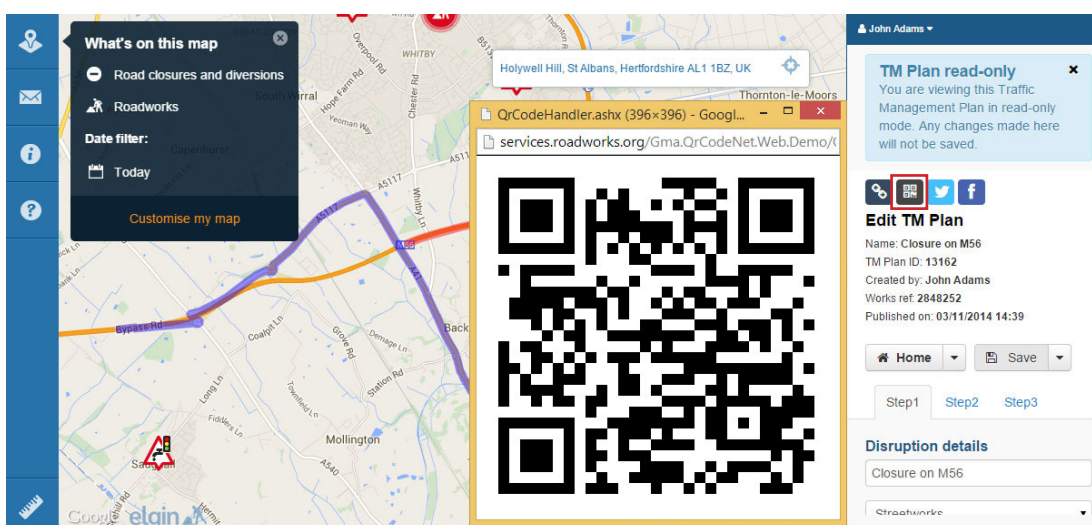 What's on this map
Road closures and diversions
Roadworks
Date filter:
Today
Customise my map
WHITBY
Overpool Rd
Hope Farm Rd
Chester Rd
South Wirral
Yeoman Way
Capenhurst
A5117
A5117
Whitby Ln
M56
A41
Bypass Rd
Coalpit Ln
Grove Rd
Demage Ln
Station Rd
Townfield Ln
Long Ln
Fiddlers Ln
Mollington
A540
Back
Thornton-le-Moors
Google
elgin
Holywell Hill, St Albans, Hertfordshire AL1 1BZ, UK
QrCodeHandler.ashx (396×396) - Googl...
services.roadworks.org/Gma.QrCodeNet.Web.Demo/
John Adams
TM Plan read-only
You are viewing this Traffic
Management Plan in read-only
mode. Any changes made here
will not be saved.
Edit TM Plan
Name: Closure on M56
TM Plan ID: 13162
Created by: John Adams
Works ref: 2848252
Published on: 03/11/2014 14:39
Home
Save
Step1 Step2 Step3
Disruption details
Closure on M56
Streetworks